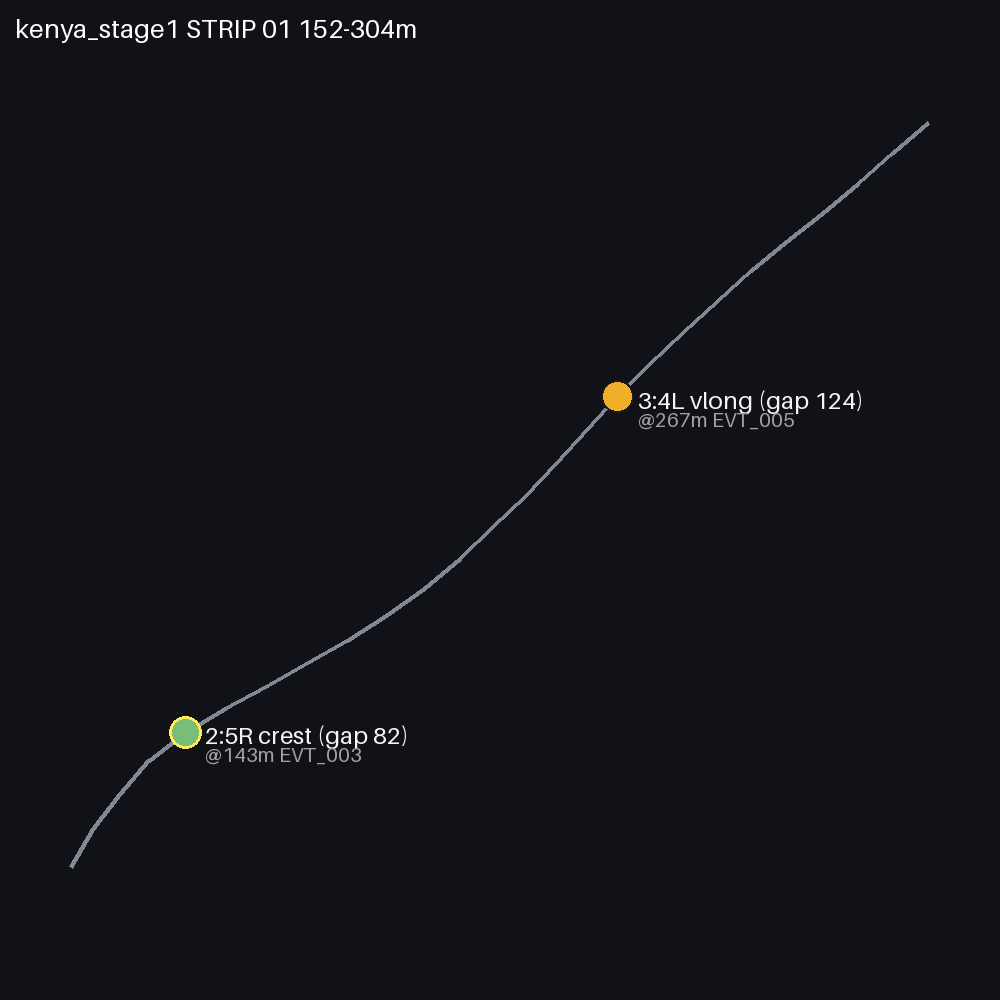 kenya_stage1 STRIP 01 152-304m
3:4L vlong (gap 124)
@267m EVT_005
2:5R crest (gap 82)
@143m EVT_003